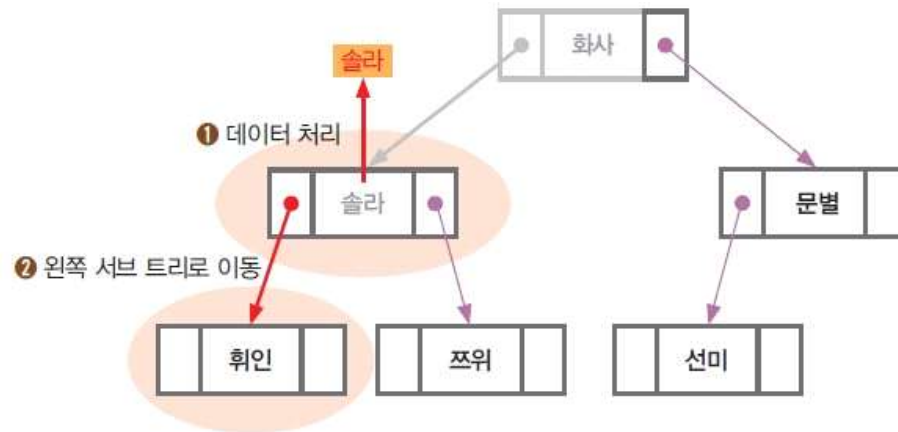 화사
솔라
❶ 데이터 처리
솔라
문별
❷ 왼쪽 서브 트리로 이동
휘인
쯔위
선미